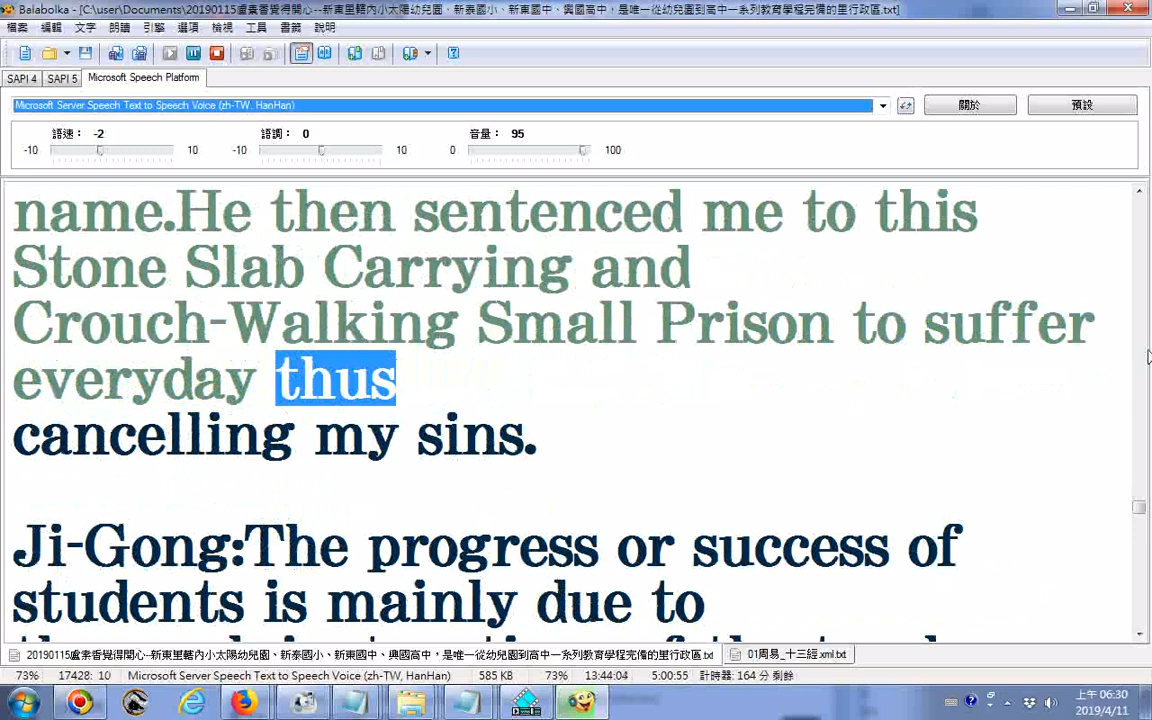 Balabolka - [C:\user\Documents\20190115盧素香覺得開心--新東里轄內小太陽幼兒園、新泰國小、新東國中、興國高中，是唯一從幼兒園到高中一系列教育學程完備的里行政區.txt]
檔案 編輯 文字 朗讀 引擎 選項 檢視 工具 書籤 說明
SAPI 4 SAPI 5 Microsoft Speech Platform
Microsoft Server Speech Text to Speech Voice (zh-TW, HanHan) 關於 預設
語速： -2 語調： 0 音量： 95
-10 10 -10 10 0 100
name.He then sentenced me to this
Stone Slab Carrying and
Crouch-Walking Small Prison to suffer
everyday thus
cancelling my sins.
Ji-Gong:The progress or success of
students is mainly due to
20190115盧素香覺得開心--新東里轄內小太陽幼兒園、新泰國小、新東國中、興國高中，是唯一從幼兒園到高中一系列教育學程完備的里行政區.txt 01周易_十三經.xml.txt
73% 17428: 10 Microsoft Server Speech Text to Speech Voice (zh-TW, HanHan) 585 KB 73% 13:44:04 5:00:55 計時器: 164 分 剩餘
上午 06:30
2019/4/11